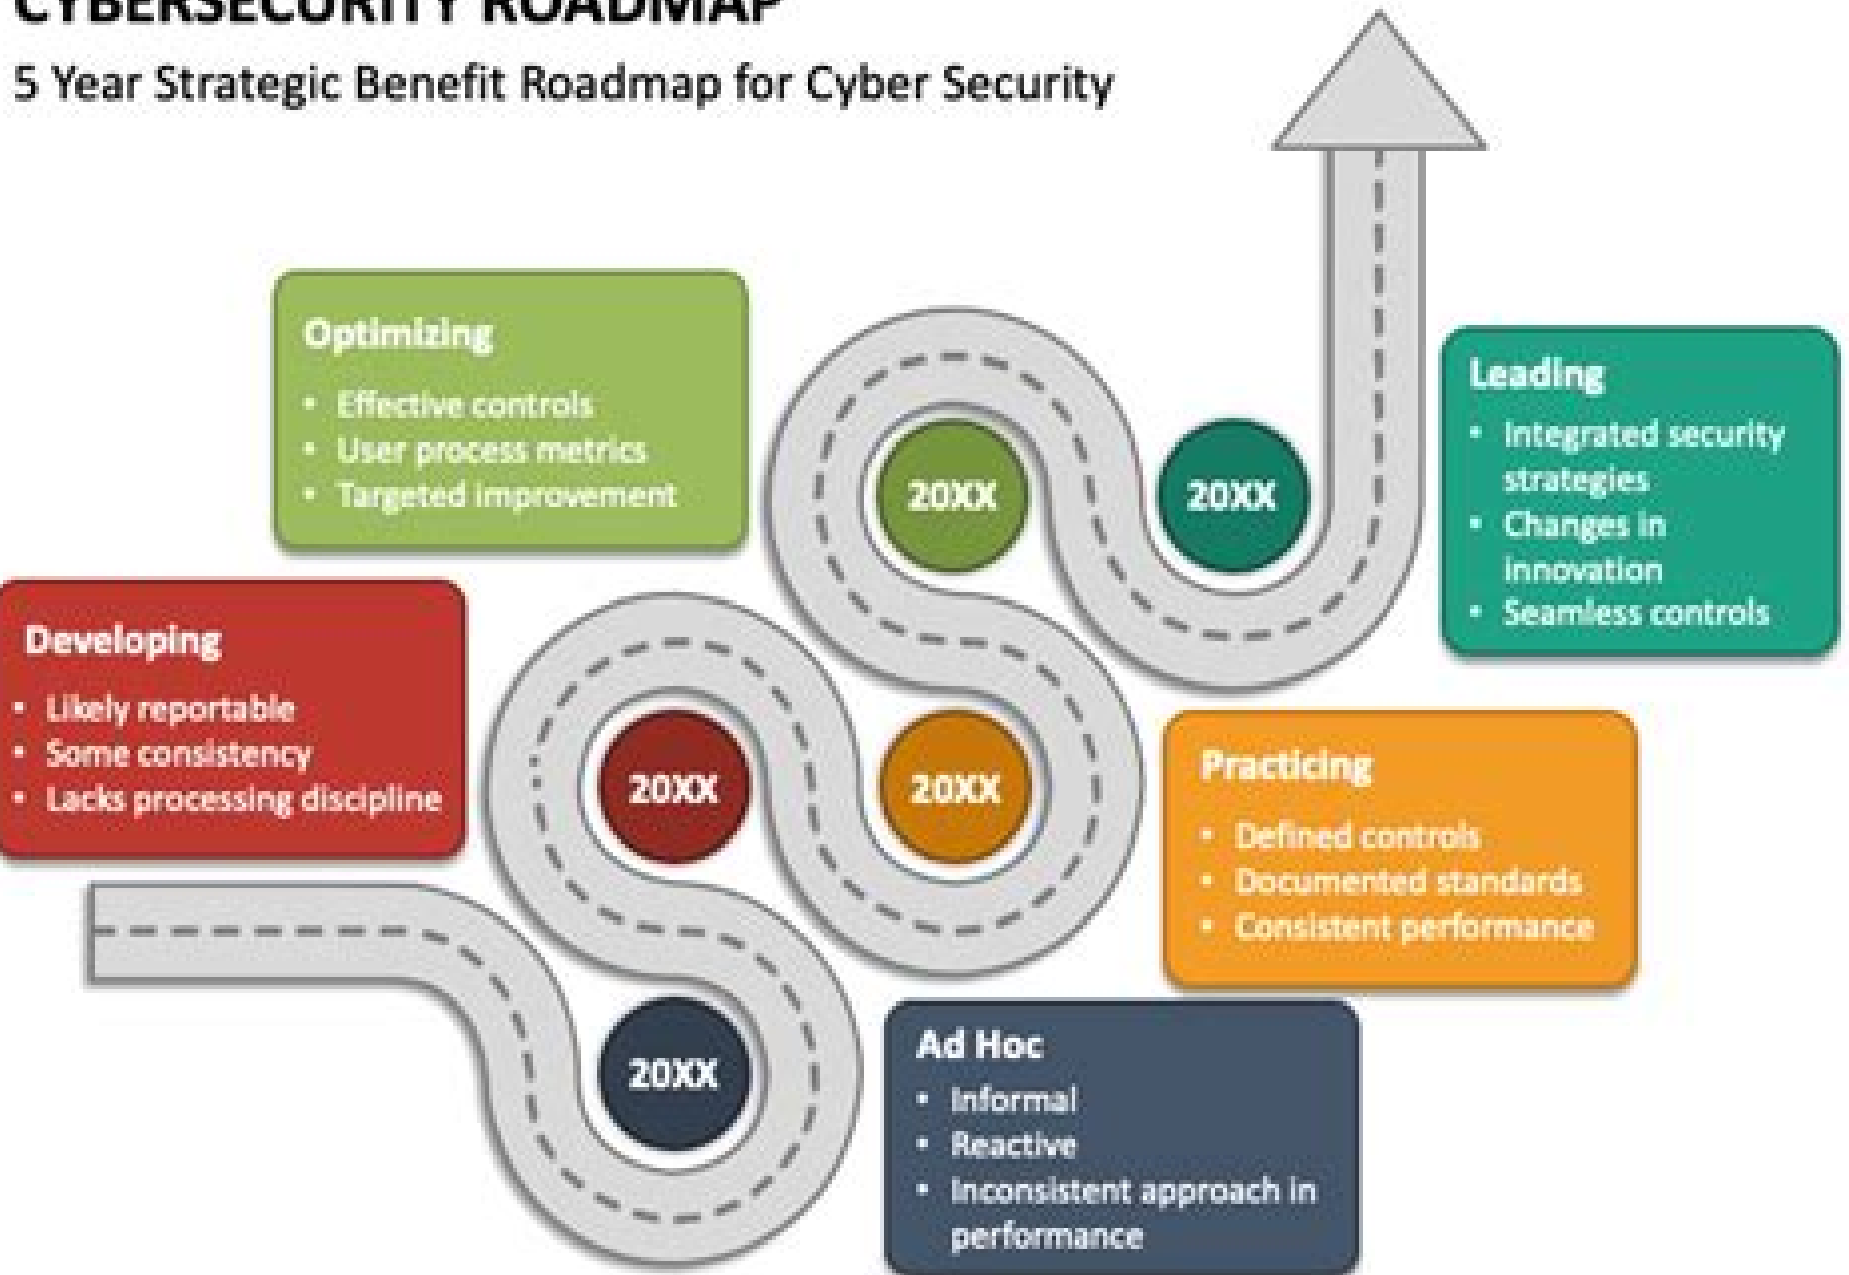 CYBERSECURITY ROADMAP
5 Year Strategic Benefit Roadmap for Cyber Security
Optimizing
• Effective controls
• User process metrics
• Targeted improvement
20XX
20XX
Leading
• Integrated security
strategies
• Changes in
innovation
• Seamless controls
Developing
• Likely reportable
• Some consistency
• Lacks processing discipline
20XX
20XX
Practicing
• Defined controls
• Documented standards
• Consistent performance
20XX
Ad Hoc
• Informal
• Reactive
• Inconsistent approach in
performance